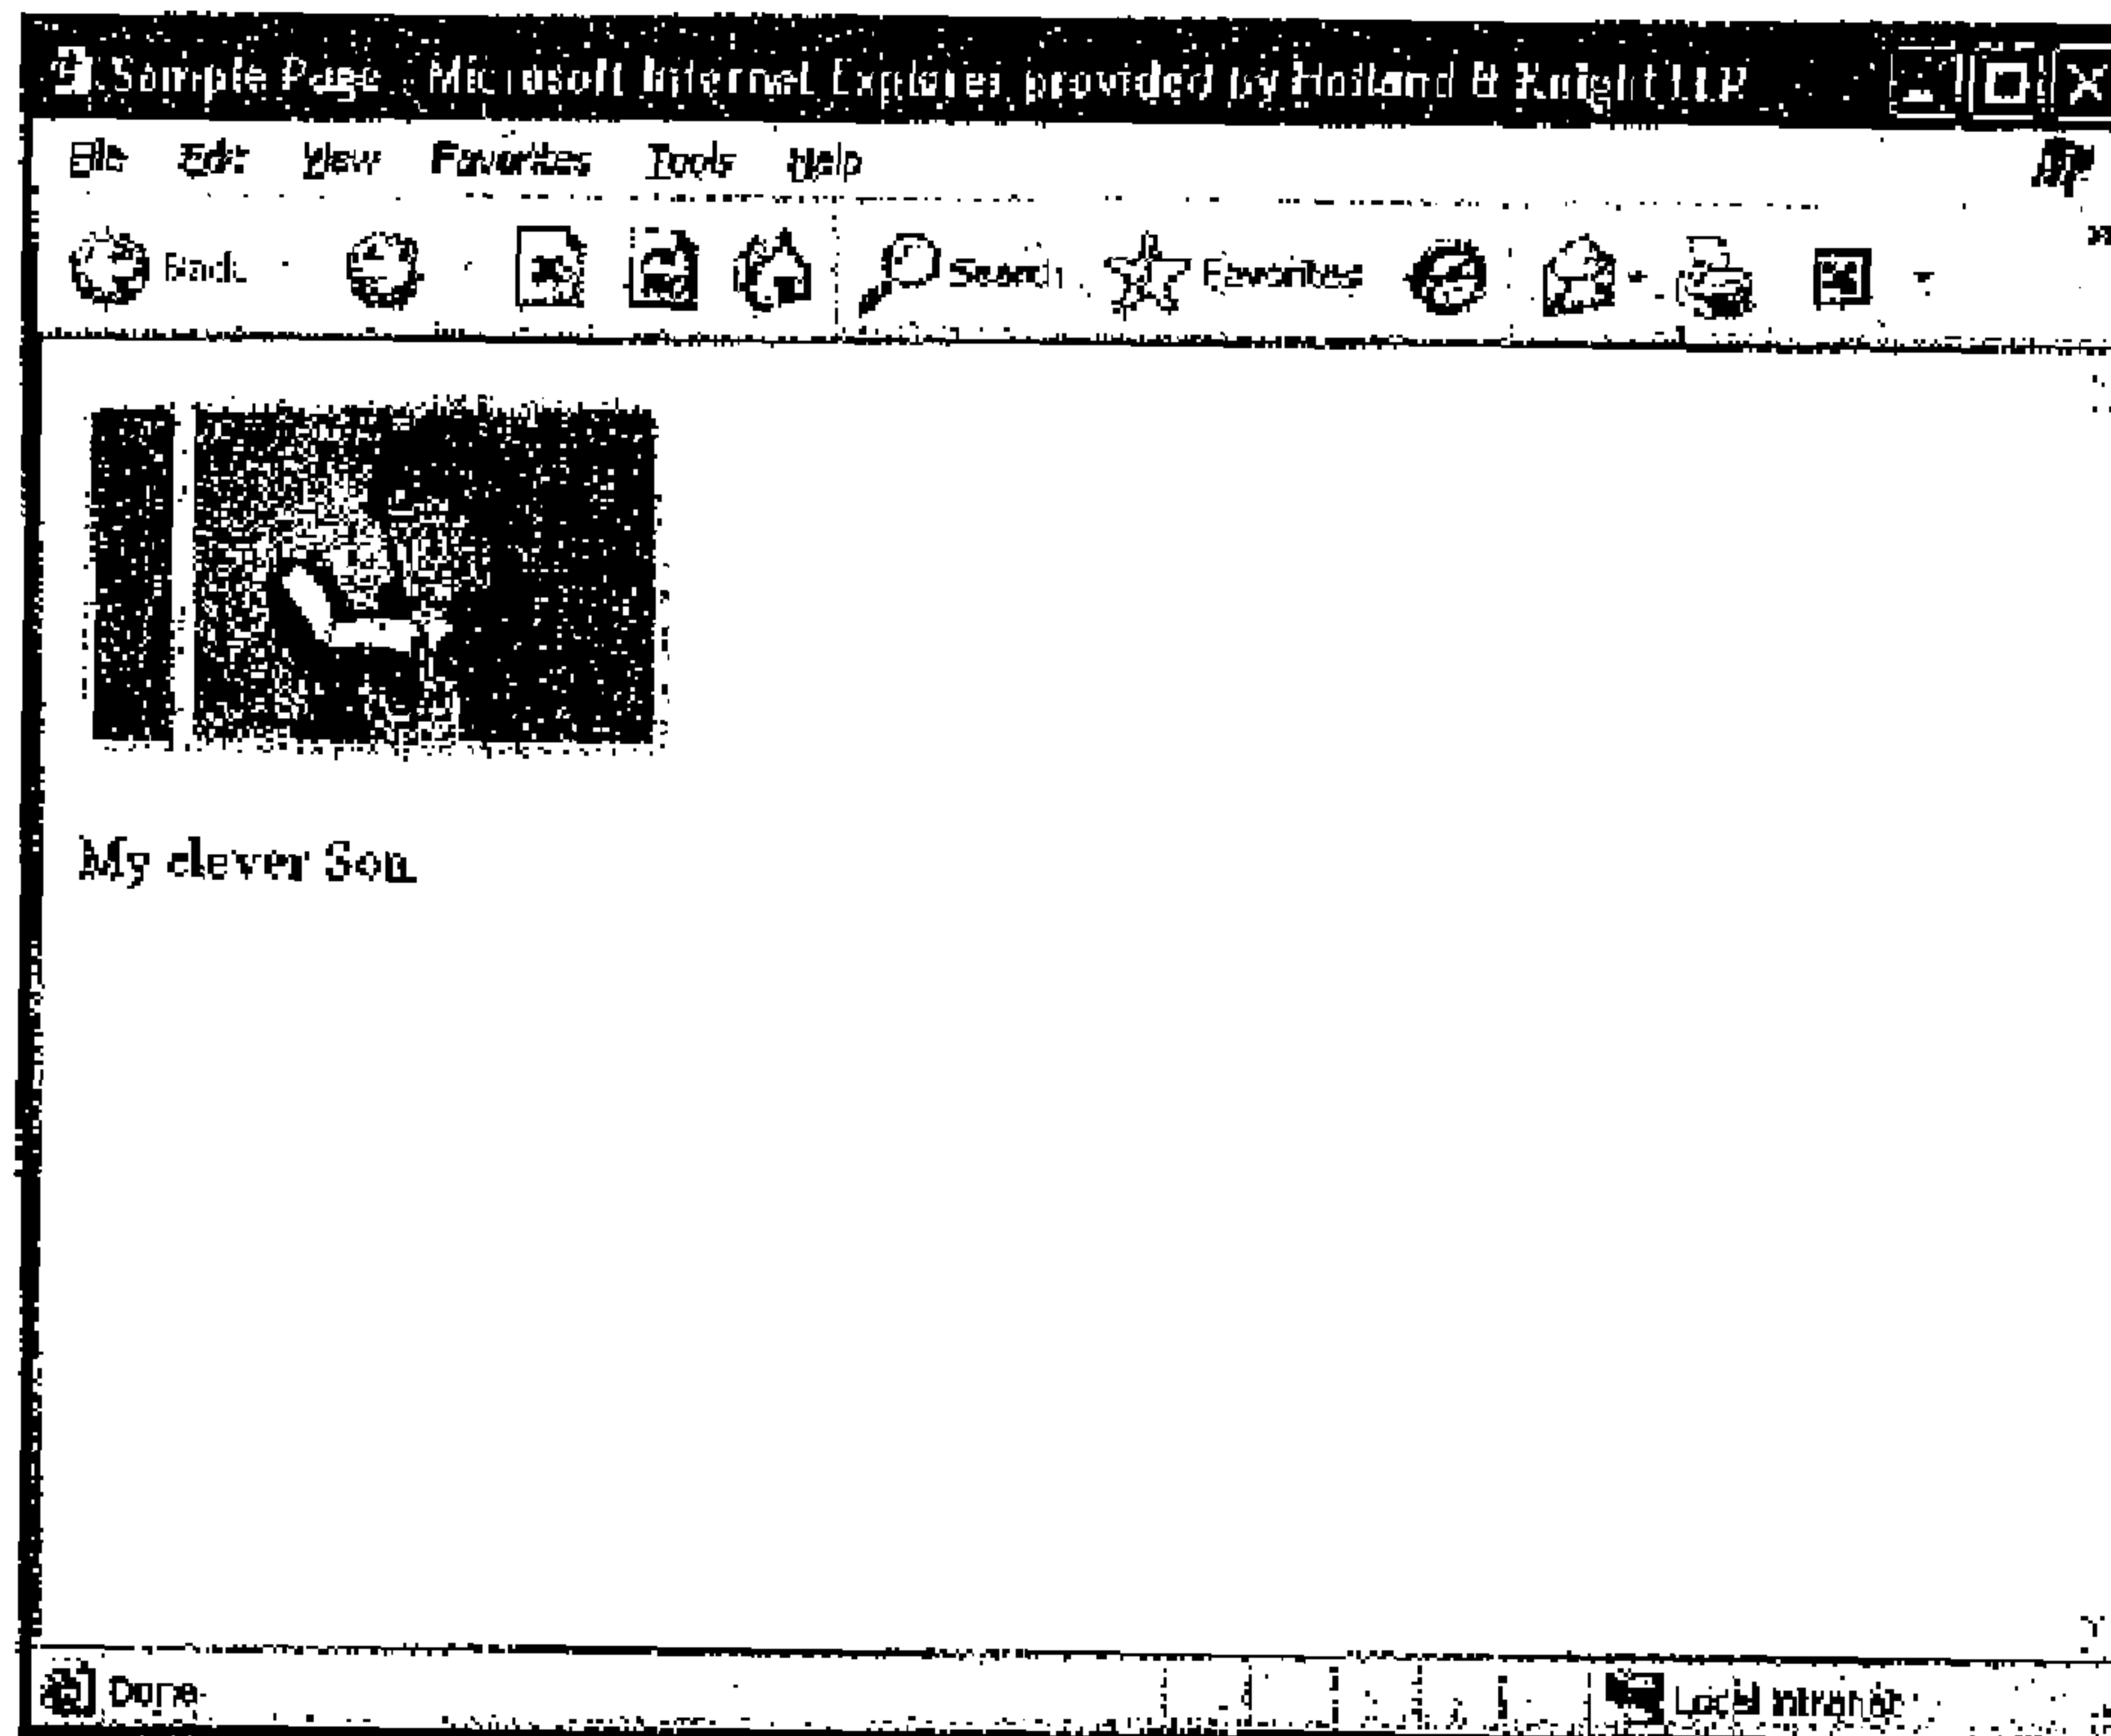 Sample Page - Microsoft Internet Explorer provided by Holland & Knight LLP
File Edit View Favorites Tools Help
Back Search Favorites
My clever Son
Done Local intranet